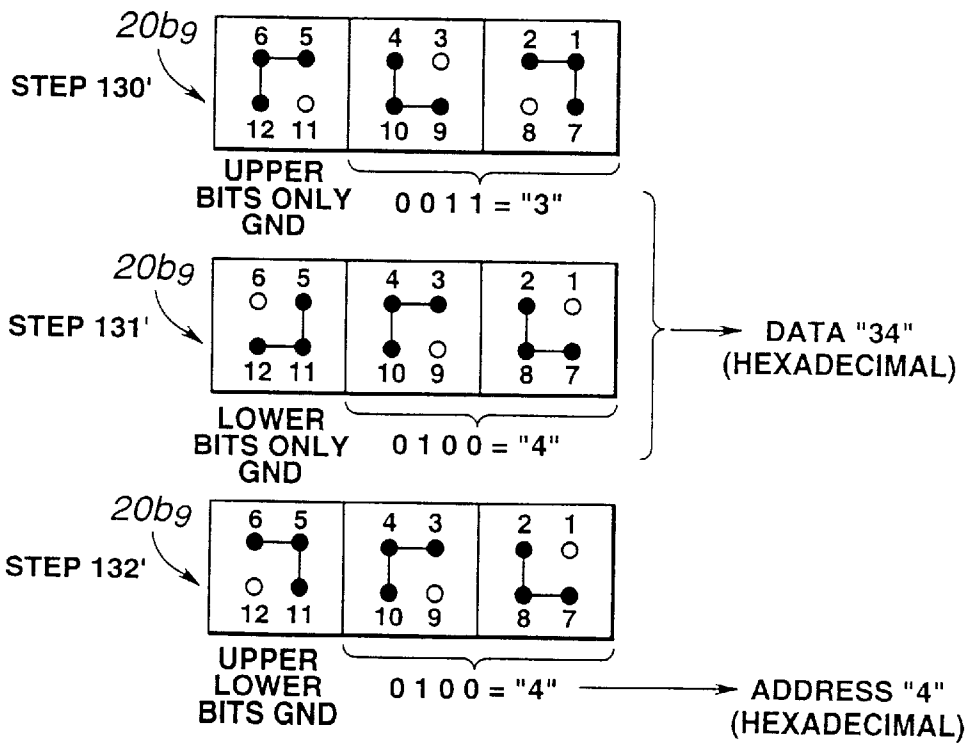 20b9
STEP 130'
6 5 4 3 2 1
12 11 10 9 8 7
UPPER
BITS ONLY
GND
0 0 1 1 = "3"
20b9
STEP 131'
6 5 4 3 2 1
12 11 10 9 8 7
LOWER
BITS ONLY
GND
0 1 0 0 = "4"
DATA "34"
(HEXADECIMAL)
20b9
STEP 132'
6 5 4 3 2 1
12 11 10 9 8 7
UPPER
LOWER
BITS GND
0 1 0 0 = "4"
ADDRESS "4"
(HEXADECIMAL)